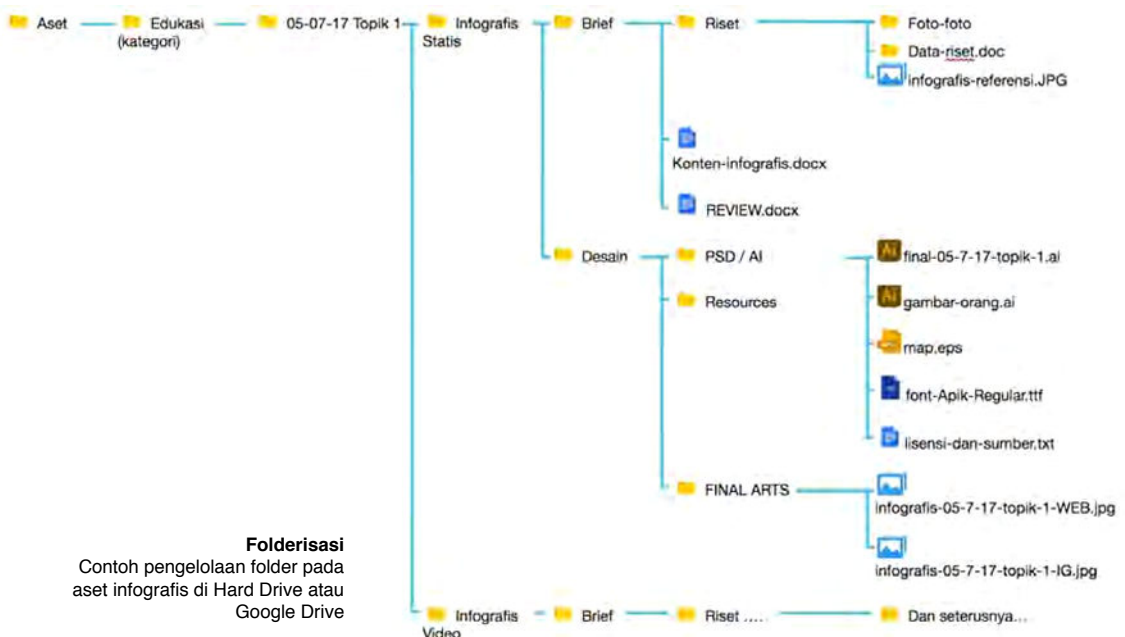 Aset
Edukasi
(kategori)
05-07-17 Topik 1
Infografis
Statis
Brief
Riset
Foto-foto
Data-riset.doc
infografis-referensi.JPG
Konten-infografis.docx
REVIEW.docx
Desain
PSD / AI
Ai
final-05-7-17-topik-1.ai
Resources
Ai
gambar-orang.ai
map.eps
font-Apik-Regular.ttf
lisensi-dan-sumber.txt
FINAL ARTS
infografis-05-7-17-topik-1-WEB.jpg
infografis-05-7-17-topik-1-IG.jpg
Folderisasi
Contoh pengelolaan folder pada
aset infografis di Hard Drive atau
Google Drive
Infografis
Video
Brief
Riset ....
Dan seterusnya...